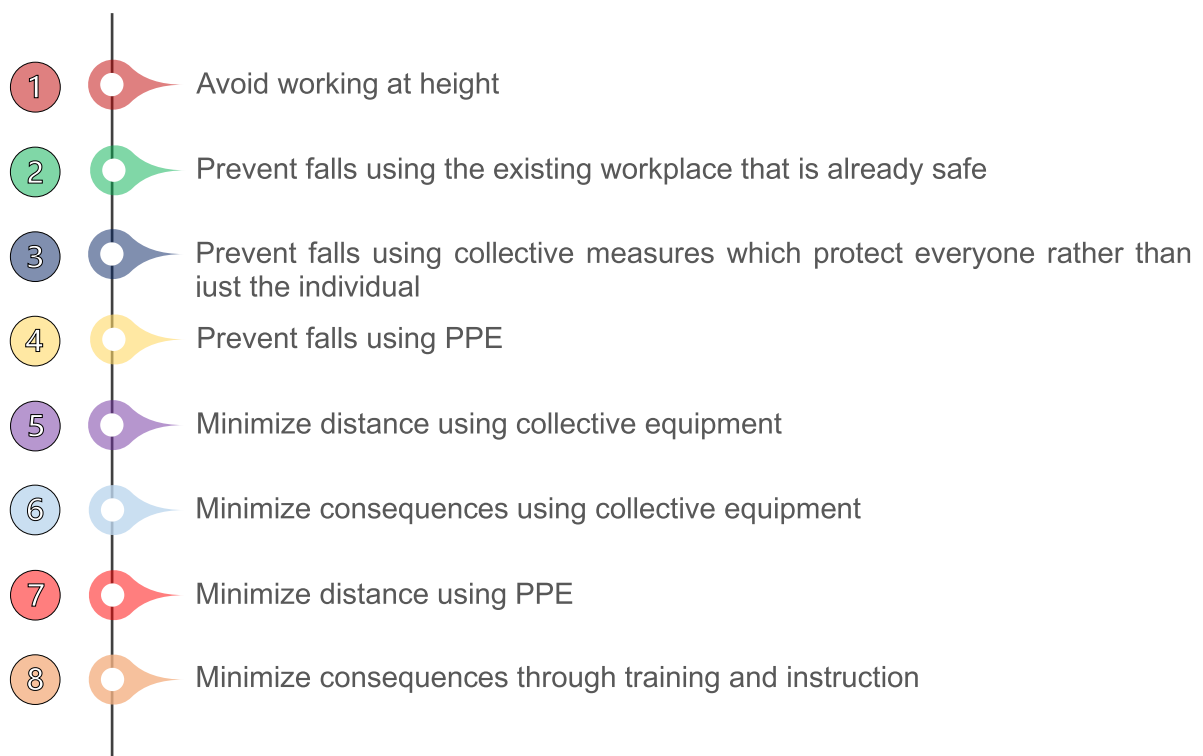 1 Avoid working at height
2 Prevent falls using the existing workplace that is already safe
3 Prevent falls using collective measures which protect everyone rather than
just the individual
4 Prevent falls using PPE
5 Minimize distance using collective equipment
6 Minimize consequences using collective equipment
7 Minimize distance using PPE
8 Minimize consequences through training and instruction